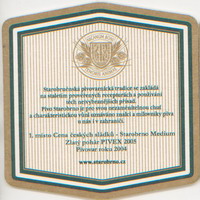 Starobrněnská pivovarnická tradice se zakládá
na staletím prověřených recepturách a používání
těch nejvybranějších přísad.
Pivo Starobrno je pro svou nezaměnitelnou chuť
a charakteristickou vůni uznáváno znalci a milovníky piva
u nás i v zahraničí.
1. místo Cena českých sládků - Starobrno Medium
Zlatý pohár PIVEX 2005
Pivovar roku 2004
www.starobrno.cz